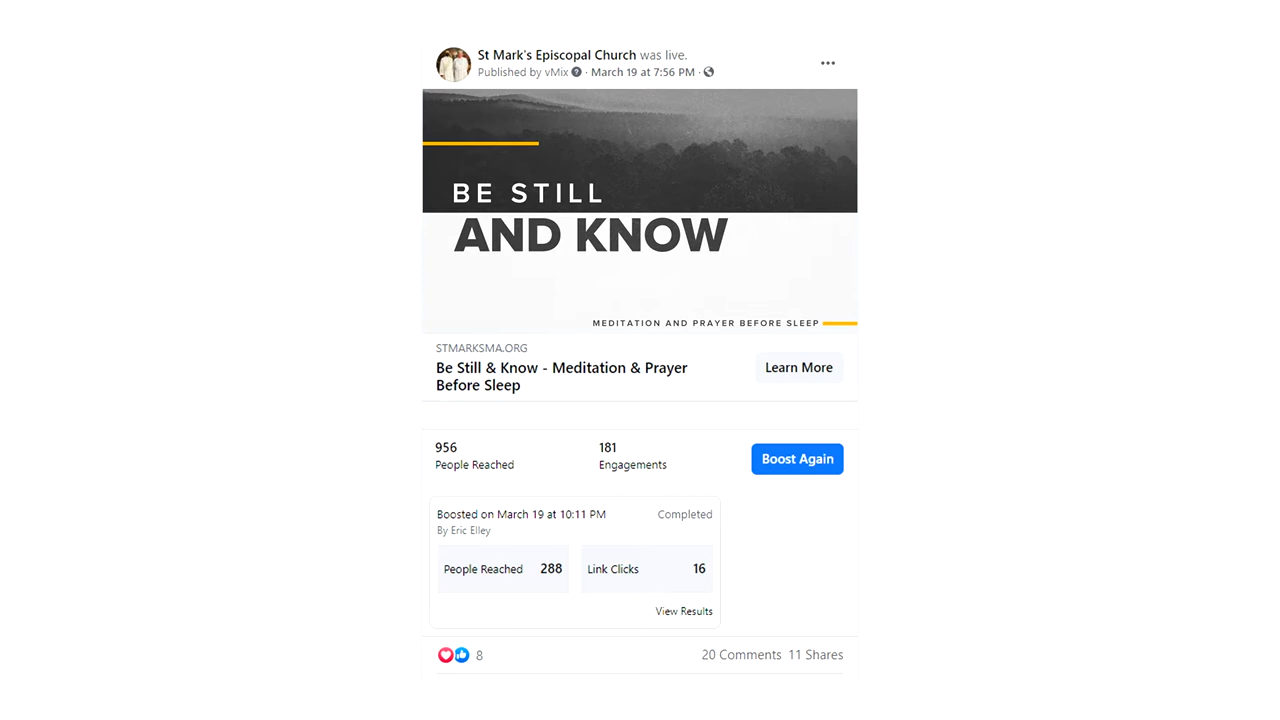 St Mark's Episcopal Church was live.
Published by vMix · March 19 at 7:56 PM ·
BE STILL
AND KNOW
MEDITATION AND PRAYER BEFORE SLEEP
STMARKSMA.ORG
Be Still & Know - Meditation & Prayer
Before Sleep
Learn More
956
People Reached
181
Engagements
Boost Again
Boosted on March 19 at 10:11 PM
Completed
By Eric Elley
People Reached 288
Link Clicks 16
View Results
8
20 Comments 11 Shares